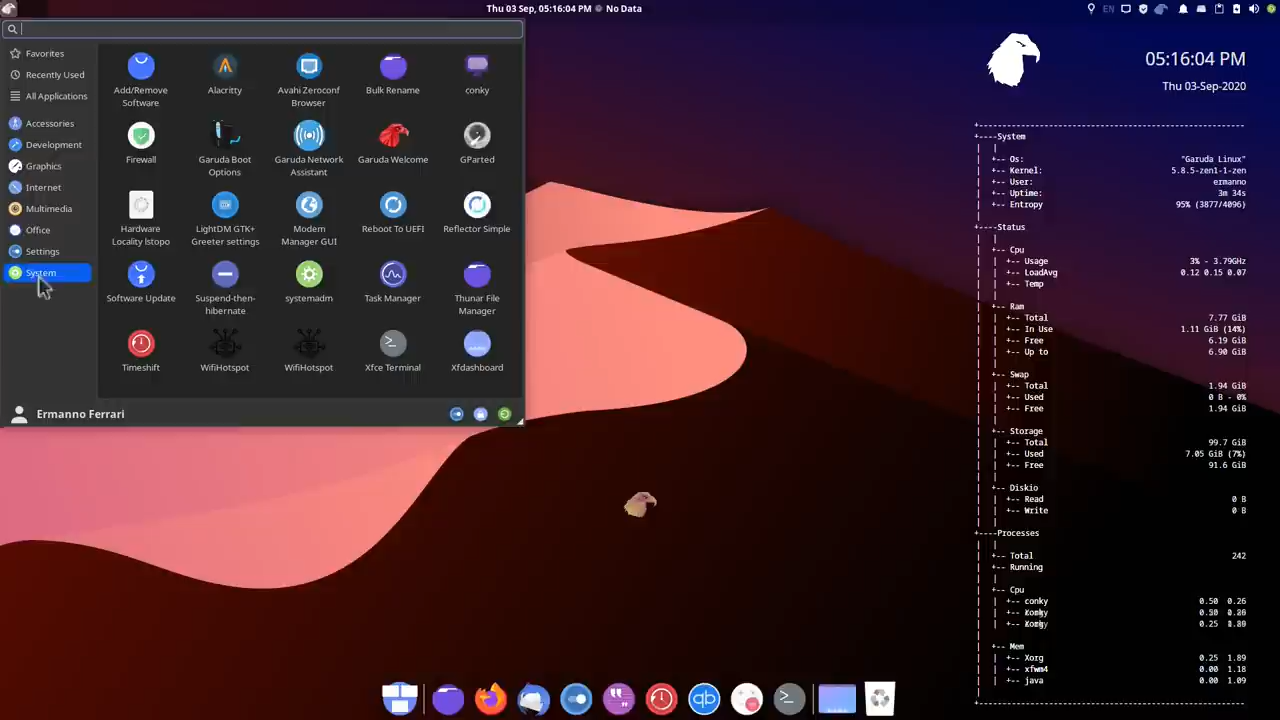 Thu 03 Sep, 05:16:04 PM
No Data
EN
Favorites
Recently Used
All Applications
Accessories
Development
Graphics
Internet
Multimedia
Office
Settings
System
Add/Remove
Software
Alacritty
Avahi Zeroconf
Browser
Bulk Rename
conky
Firewall
Garuda Boot
Options
Garuda Network
Assistant
Garuda Welcome
GParted
Hardware
Locality lstopo
LightDM GTK+
Greeter settings
Modem
Manager GUI
Reboot To UEFI
Reflector Simple
Software Update
Suspend-then-
hibernate
systemadm
Task Manager
Thunar File
Manager
Timeshift
WifiHotspot
WifiHotspot
Xfce Terminal
Xfdashboard
Ermanno Ferrari
05:16:04 PM
Thu 03-Sep-2020
System
Os: "Garuda Linux"
Kernel: 5.8.5-zen1-1-zen
User: ermanno
Uptime: 3m 34s
Entropy 95% (3877/4096)
Status
Cpu
Usage 3% - 3.79GHz
LoadAvg 0.12 0.15 0.07
Temp
Ram
Total 7.77 GiB
In Use 1.11 GiB (14%)
Free 6.19 GiB
Up to 6.90 GiB
Swap
Total 1.94 GiB
Used 0 B - 0%
Free 1.94 GiB
Storage
Total 99.7 GiB
Used 7.05 GiB (7%)
Free 91.6 GiB
Diskio
Read 0 B
Write 0 B
Processes
Total 242
Running
Cpu
conky 0.50 0.26
0.25
Mem
Xorg 0.25 1.89
xfwm4 0.00 1.18
java 0.00 1.09
qb